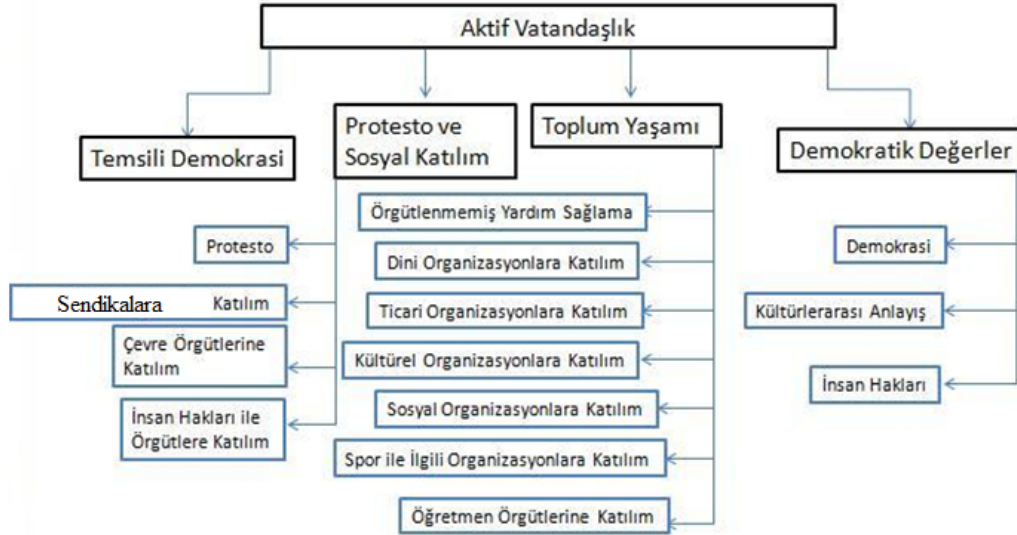 Aktif Vatandaşlık
Temsili Demokrasi
Protesto ve
Sosyal Katılım
Toplum Yaşamı
Demokratik Değerler
Protesto
Sendikalara Katılım
Çevre Örgütlerine
Katılım
İnsan Hakları ile
Örgütlere Katılım
Örgütlenmemiş Yardım Sağlama
Dini Organizasyonlara Katılım
Ticari Organizasyonlara Katılım
Kültürel Organizasyonlara Katılım
Sosyal Organizasyonlara Katılım
Spor ile İlgili Organizasyonlara Katılım
Öğretmen Örgütlerine Katılım
Demokrasi
Kültürlerarası Anlayış
İnsan Hakları